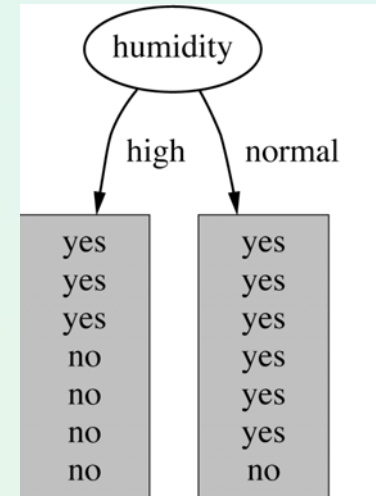 humidity
high normal
yes yes
yes yes
yes yes
no yes
no yes
no yes
no no